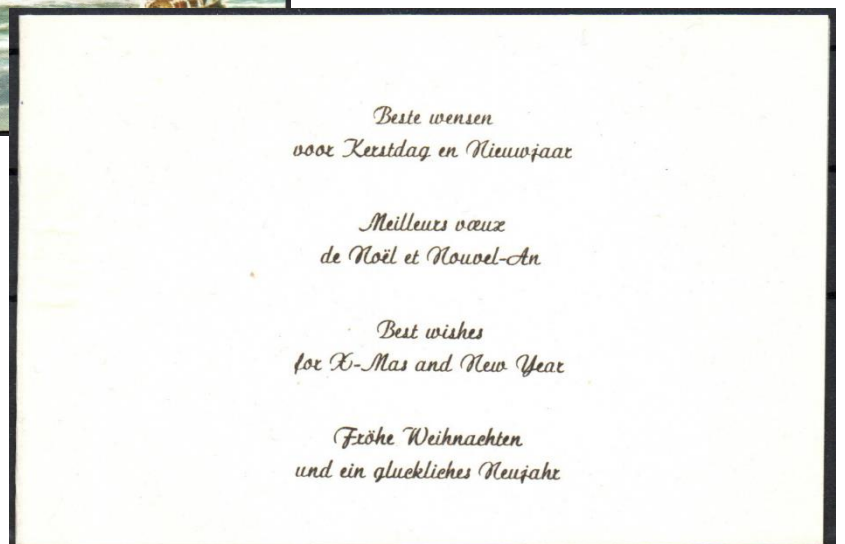 Beste wensen
voor Kerstdag en Nieuwjaar
Meilleurs vœux
de Noël et Nouvel-An
Best wishes
for X-Mas and New Year
Fröhe Weihnachten
und ein gluckliches Neujahr